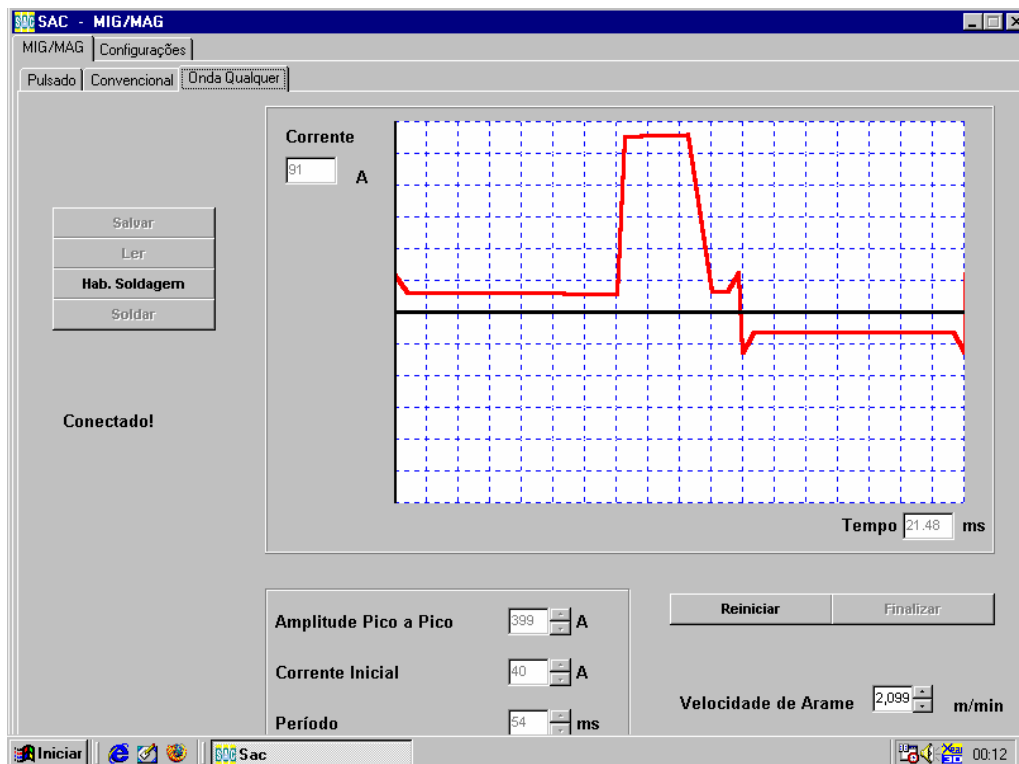 SAC SAC - MIG/MAG
MIG/MAG Configurações
Pulsado Convencional Onda Qualquer
Corrente
91 A
Salvar
Ler
Hab. Soldagem
Soldar
Conectado!
Tempo 21.48 ms
Amplitude Pico a Pico 399 A
Corrente Inicial 40 A
Período 54 ms
Reiniciar Finalizar
Velocidade de Arame 2,099 m/min
Iniciar SAC Sac 00:12